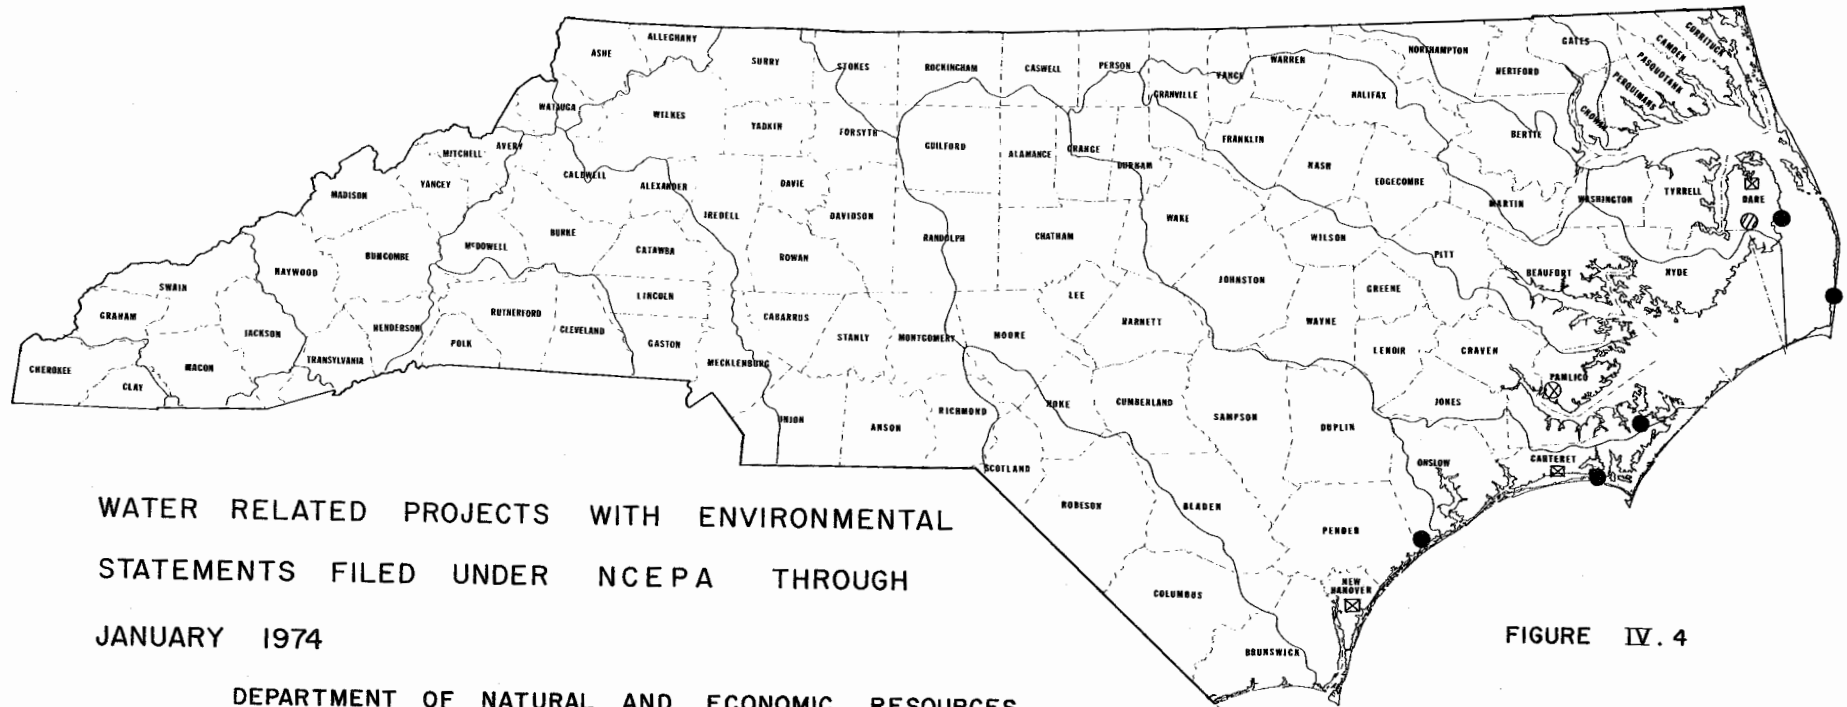 ALLEGHANY
ASHE
SURRY
STOKES
ROCKINGHAM
CASWELL
PERSON
VANCE
WARREN
NORTHAMPTON
GATES
CAMDEN
CURRITUCK
PASQUOTANK
PERQUIMANS
HERTFORD
HALIFAX
GRANVILLE
CHOWAN
WATAUGA
WILKES
YADKIN
FORSYTH
GUILFORD
ALAMANCE
ORANGE
DURHAM
FRANKLIN
NASH
EDGECOMBE
BERTIE
MARTIN
WASHINGTON
TYRRELL
DARE
MITCHELL
AVERY
MADISON
YANCEY
CALDWELL
ALEXANDER
IREDELL
DAVIE
DAVIDSON
RANDOLPH
CHATHAM
WAKE
WILSON
PITT
BEAUFORT
HYDE
SWAIN
HAYWOOD
BUNCOMBE
McDOWELL
BURKE
CATAWBA
ROWAN
LEE
JOHNSTON
GREENE
GRAHAM
JACKSON
HENDERSON
RUTHERFORD
LINCOLN
CABARRUS
STANLY
MONTGOMERY
MOORE
HARNETT
WAYNE
LENOIR
CRAVEN
PAMLICO
CHEROKEE
CLAY
MACON
TRANSYLVANIA
POLK
CLEVELAND
GASTON
MECKLENBURG
UNION
ANSON
RICHMOND
HOKE
CUMBERLAND
SAMPSON
DUPLIN
JONES
ONSLOW
CARTERET
SCOTLAND
ROBESON
BLADEN
PENDER
COLUMBUS
NEW
HANOVER
BRUNSWICK
WATER RELATED PROJECTS WITH ENVIRONMENTAL
STATEMENTS FILED UNDER NCEPA THROUGH
JANUARY 1974
FIGURE IV.4
DEPARTMENT OF NATURAL AND ECONOMIC RESOURCES